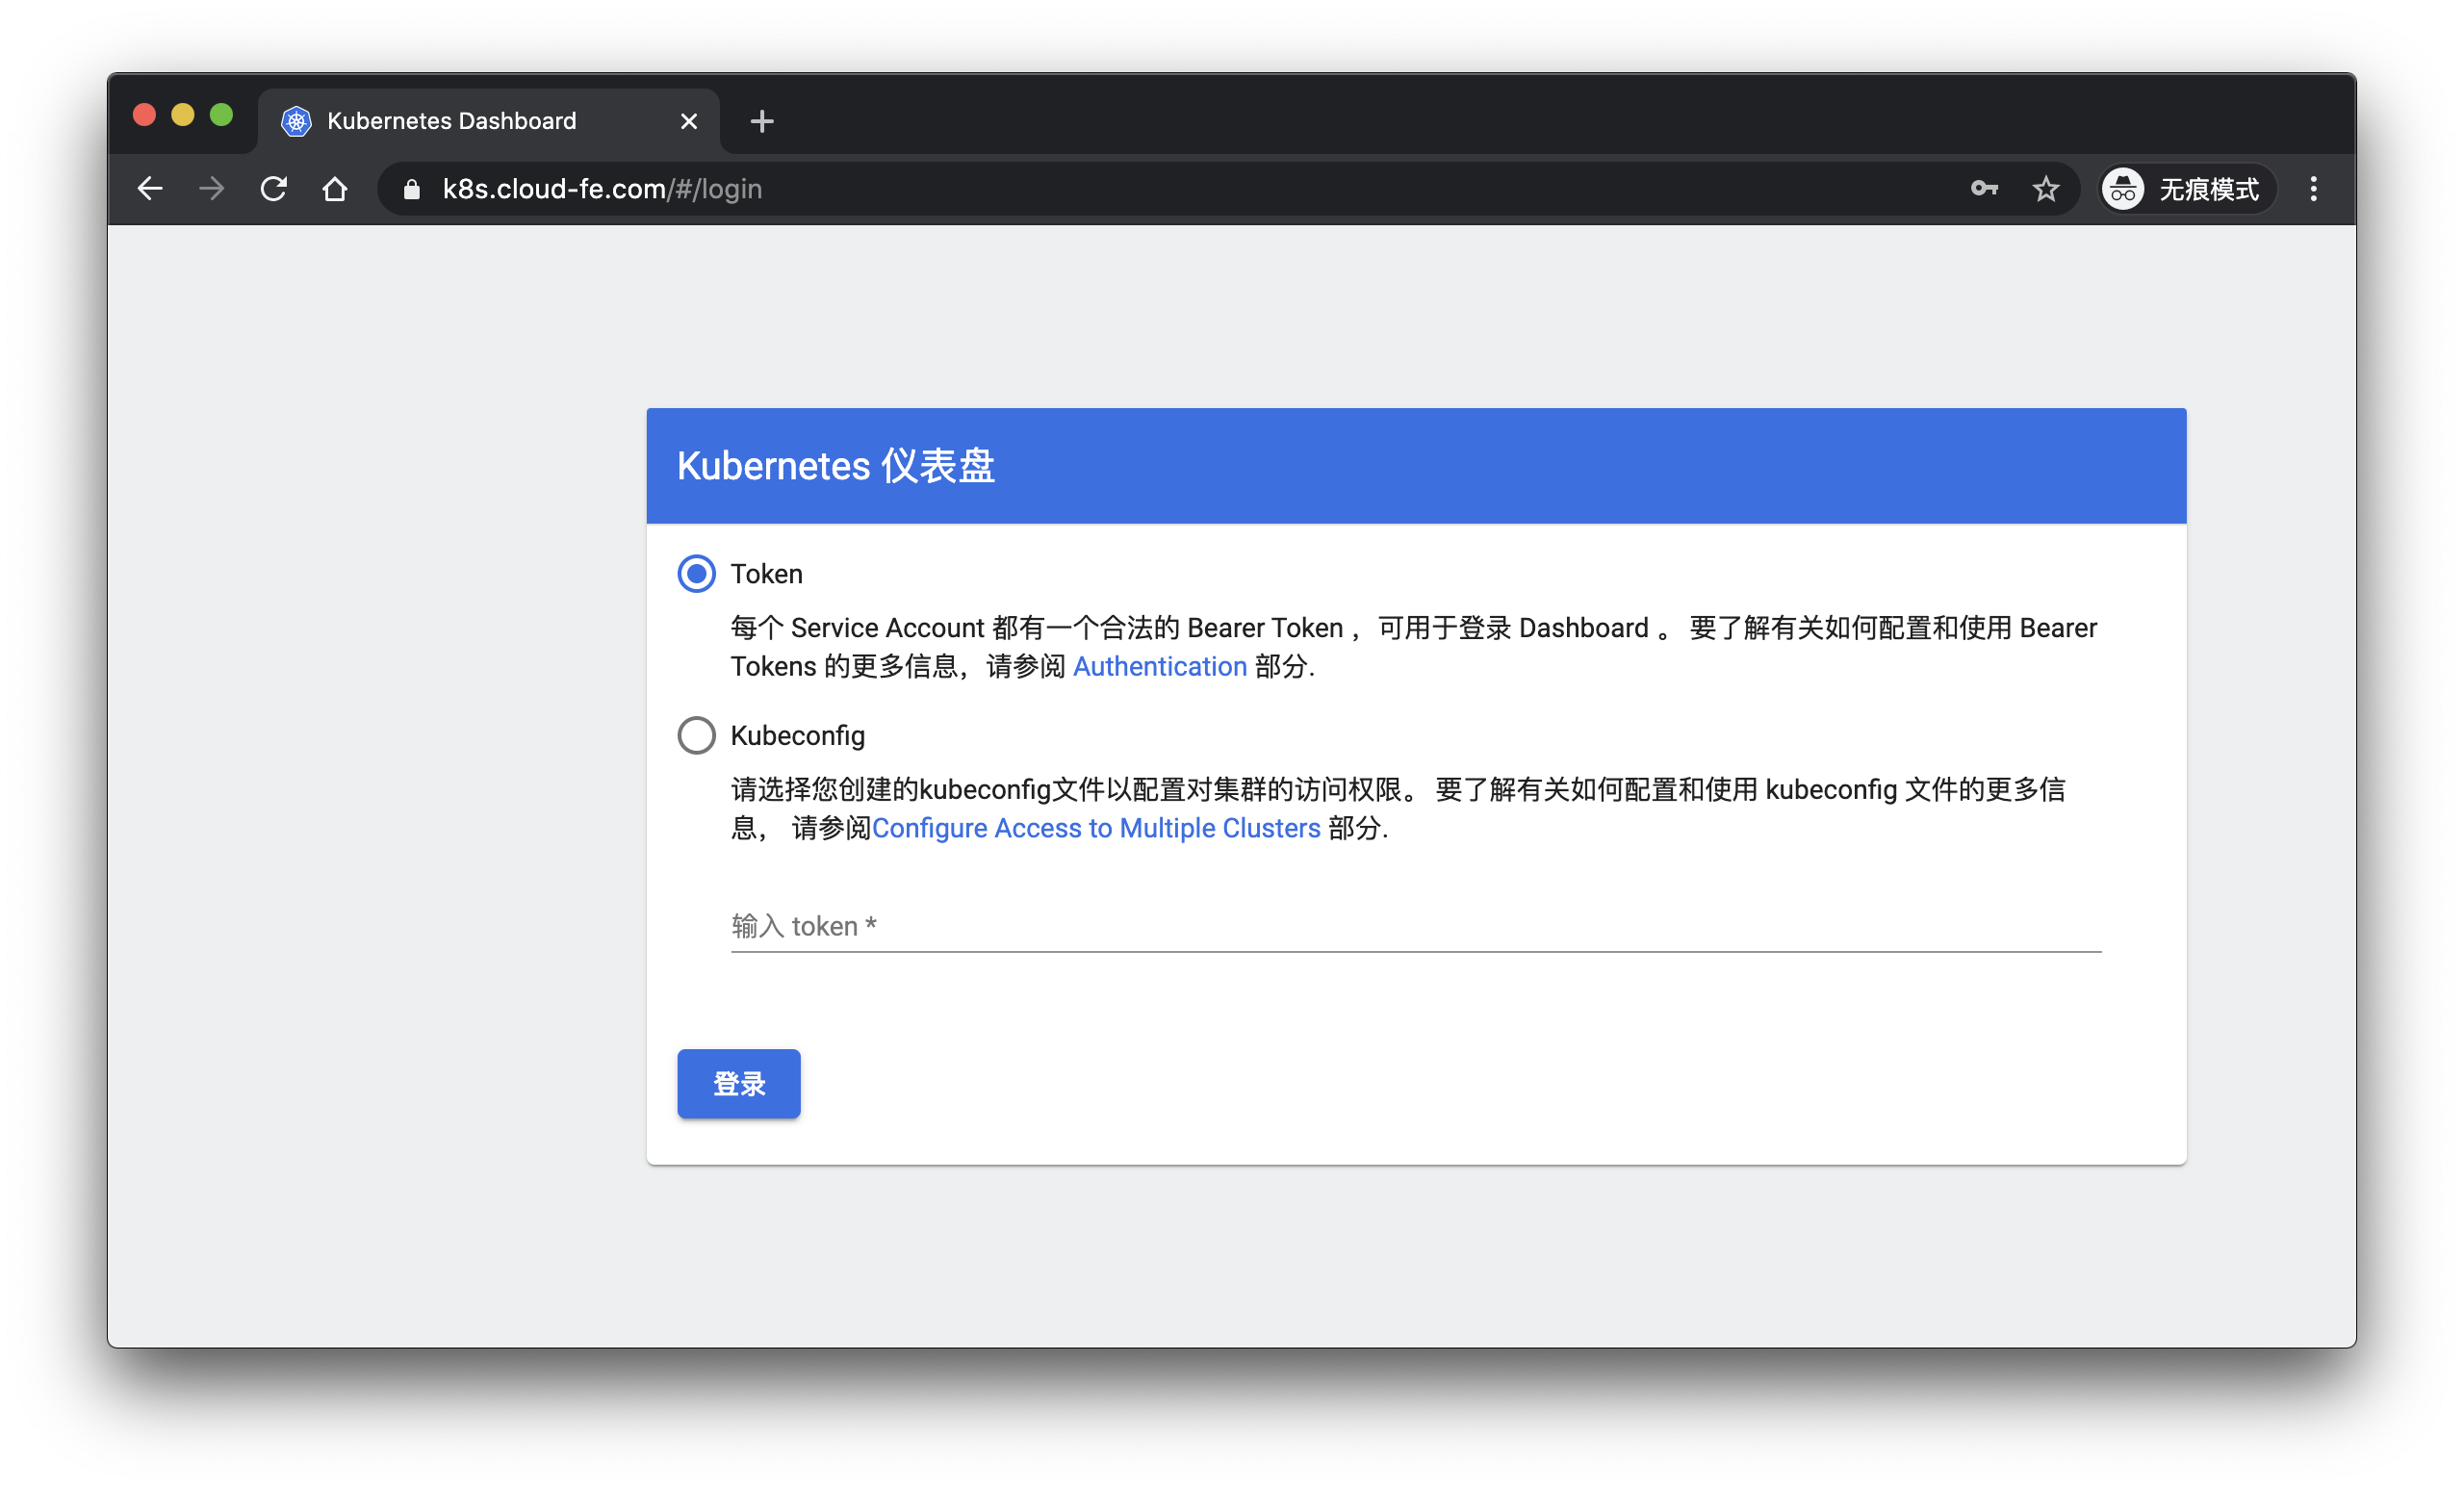 Kubernetes Dashboard
k8s.cloud-fe.com/#/login
无痕模式
Kubernetes 仪表盘
Token
每个 Service Account 都有一个合法的 Bearer Token ，可用于登录 Dashboard 。 要了解有关如何配置和使用 Bearer
Tokens 的更多信息，请参阅 Authentication 部分.
Kubeconfig
请选择您创建的kubeconfig文件以配置对集群的访问权限。 要了解有关如何配置和使用 kubeconfig 文件的更多信
息， 请参阅Configure Access to Multiple Clusters 部分.
输入 token *
登录